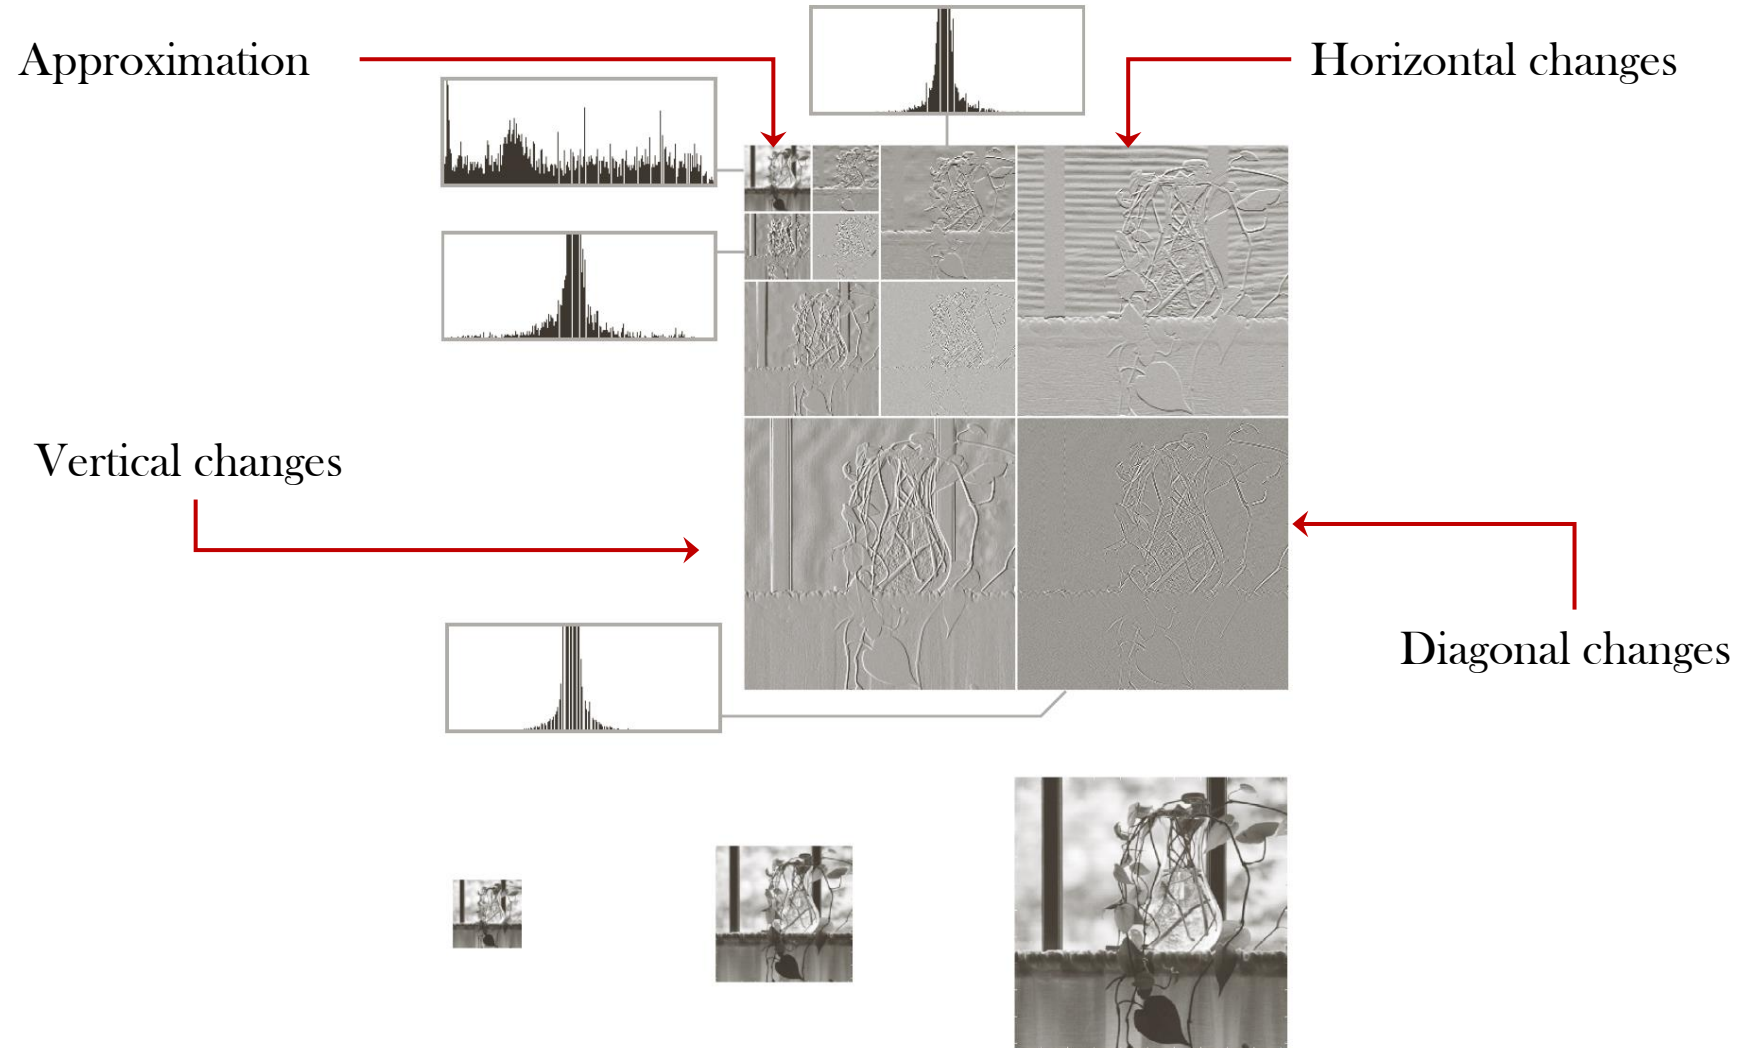 Approximation
Horizontal changes
Vertical changes
Diagonal changes